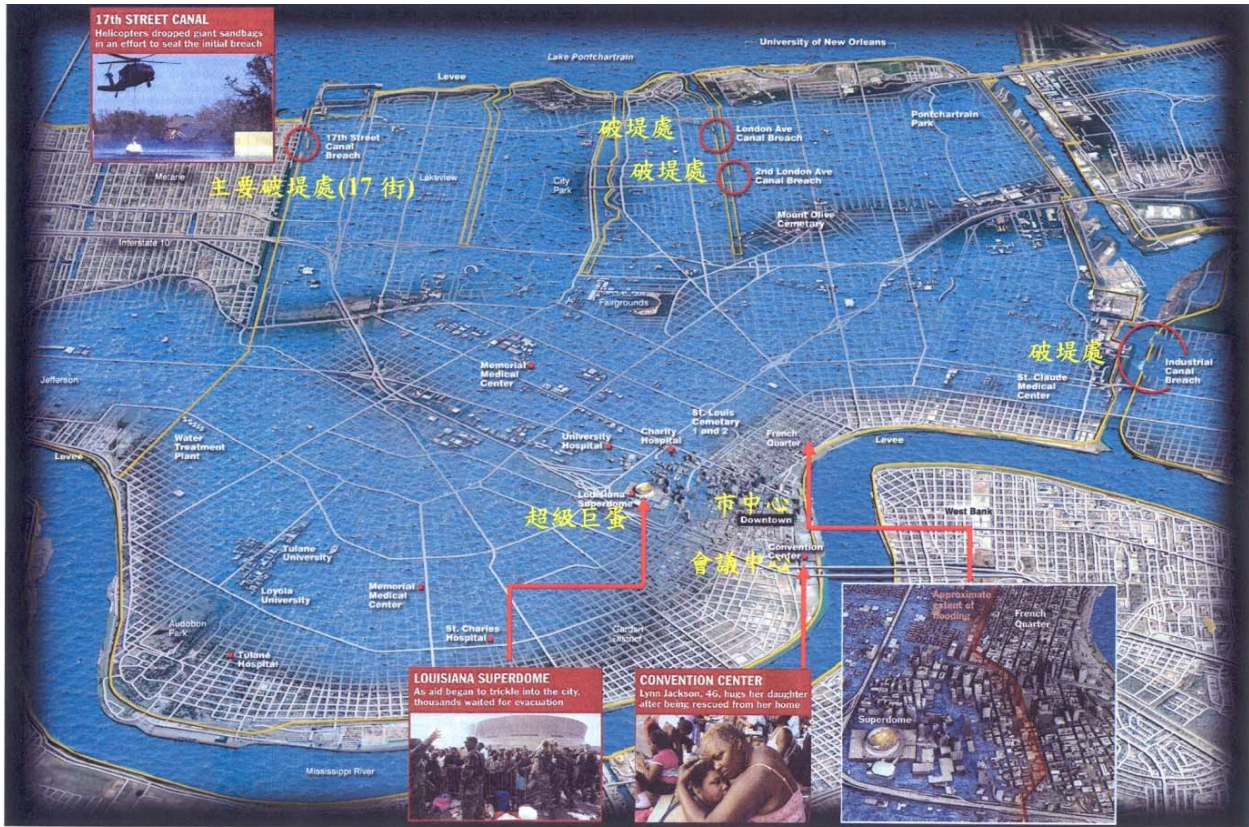 17th STREET CANAL
Helicopters dropped giant sandbags
in an effort to seal the initial breach
University of New Orleans
Lake Pontchartrain
Levee
破堤處
London Ave
Canal Breach
Pontchartrain
Park
17th Street
Canal
Breach
破堤處
2nd London Ave
Canal Breach
Metarie
主要破堤處(17 街)
Lakeview
City
Park
Mount Olive
Cemetery
Interstate 10
Fairgrounds
破堤處
Industrial
Canal
Breach
Memorial
Medical
Center
Jefferson
St. Claude
Medical
Center
St. Louis
Cemetary
1 and 2
Water
Treatment
Plant
University
Hospital
Charity
Hospital
French
Quarter
Levee
Levee
Louisiana
Superdome
超級巨蛋
市中心
Downtown
West Bank
Tulane
University
Convention
Center
會議中心
Loyola
University
Memorial
Medical
Center
Audobon
Park
St. Charles
Hospital
Garden
District
Tulane
Hospital
Approximate
extent of
flooding
French
Quarter
Superdome
LOUISIANA SUPERDOME
As aid began to trickle into the city,
thousands waited for evacuation
CONVENTION CENTER
Lynn Jackson, 46, hugs her daughter
after being rescued from her home
Mississippi River